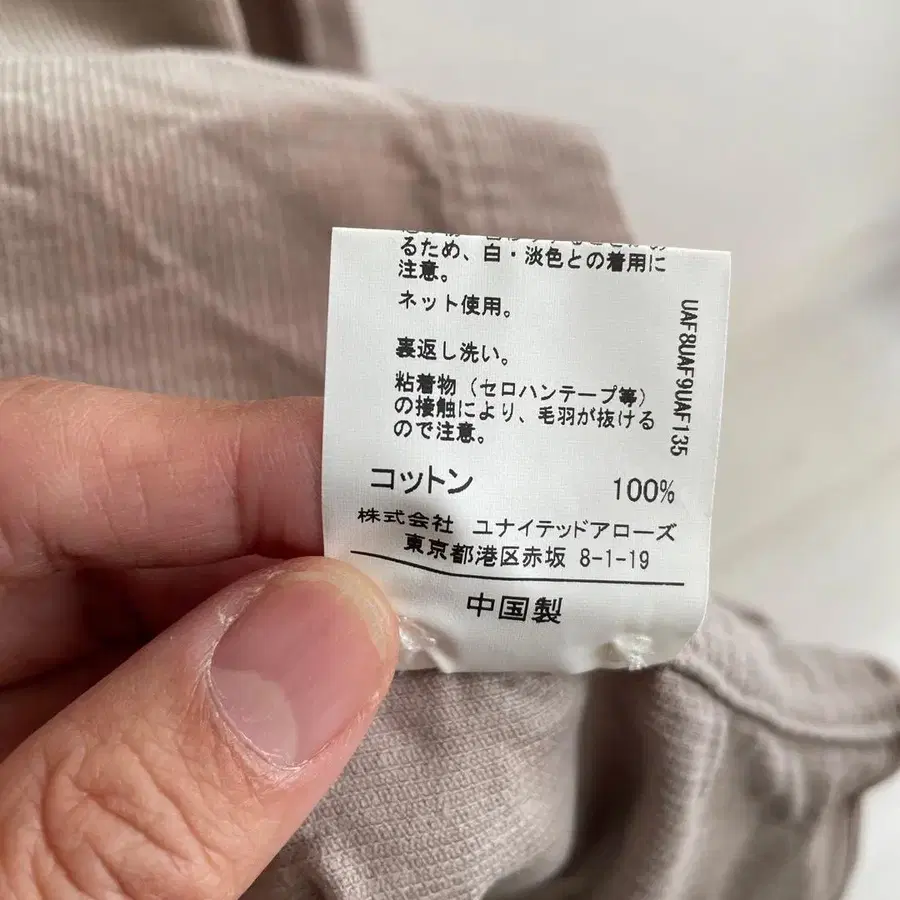 るため、白・淡色との着用に
注意。
ネット使用。
裏返し洗い。
粘着物（セロハンテープ等）
の接触により、毛羽が抜ける
ので注意。
コットン 100%
株式会社 ユナイテッドアローズ
東京都港区赤坂 8-1-19
中国製
UAF8UAF9UAF135